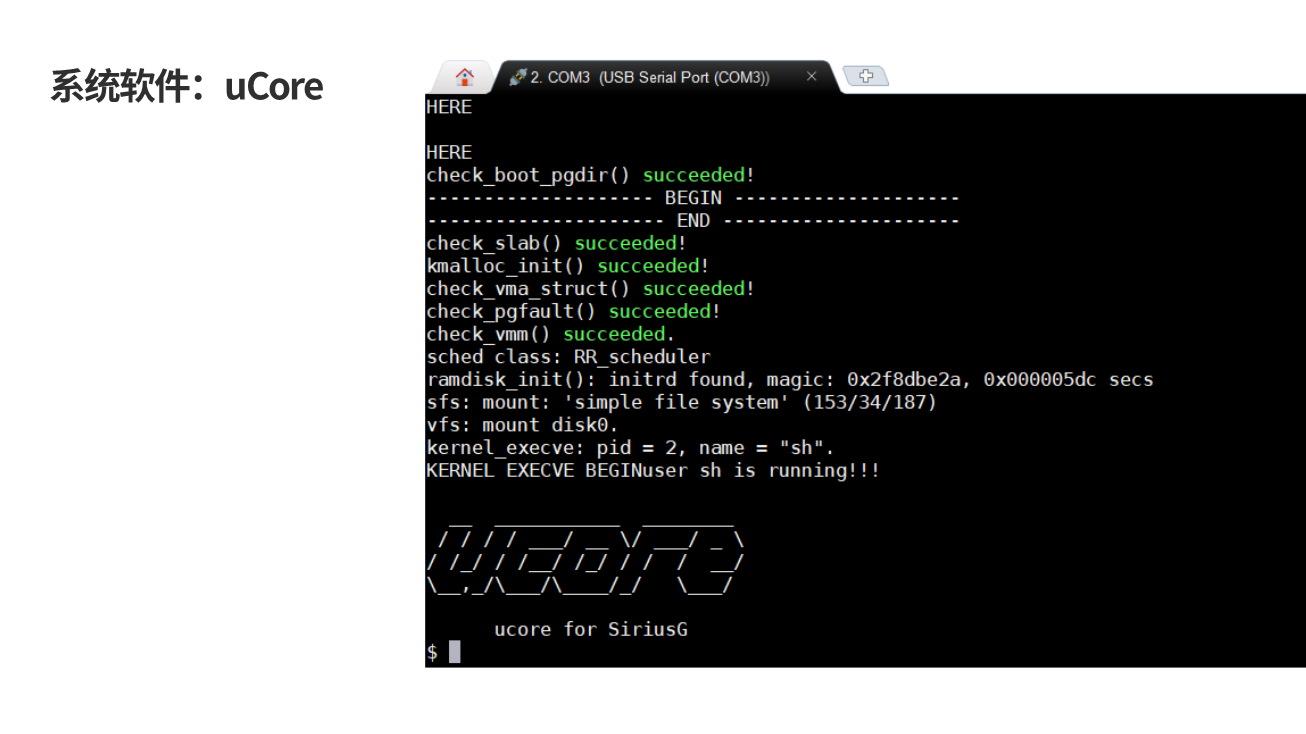 系统软件：uCore
2. COM3 (USB Serial Port (COM3))
HERE
HERE
check_boot_pgdir() succeeded!
-------------------- BEGIN --------------------
--------------------- END ---------------------
check_slab() succeeded!
kmalloc_init() succeeded!
check_vma_struct() succeeded!
check_pgfault() succeeded!
check_vmm() succeeded.
sched class: RR_scheduler
ramdisk_init(): initrd found, magic: 0x2f8dbe2a, 0x000005dc secs
sfs: mount: 'simple file system' (153/34/187)
vfs: mount disk0.
kernel_execve: pid = 2, name = "sh".
KERNEL EXECVE BEGINuser sh is running!!!
ucore
ucore for SiriusG
$